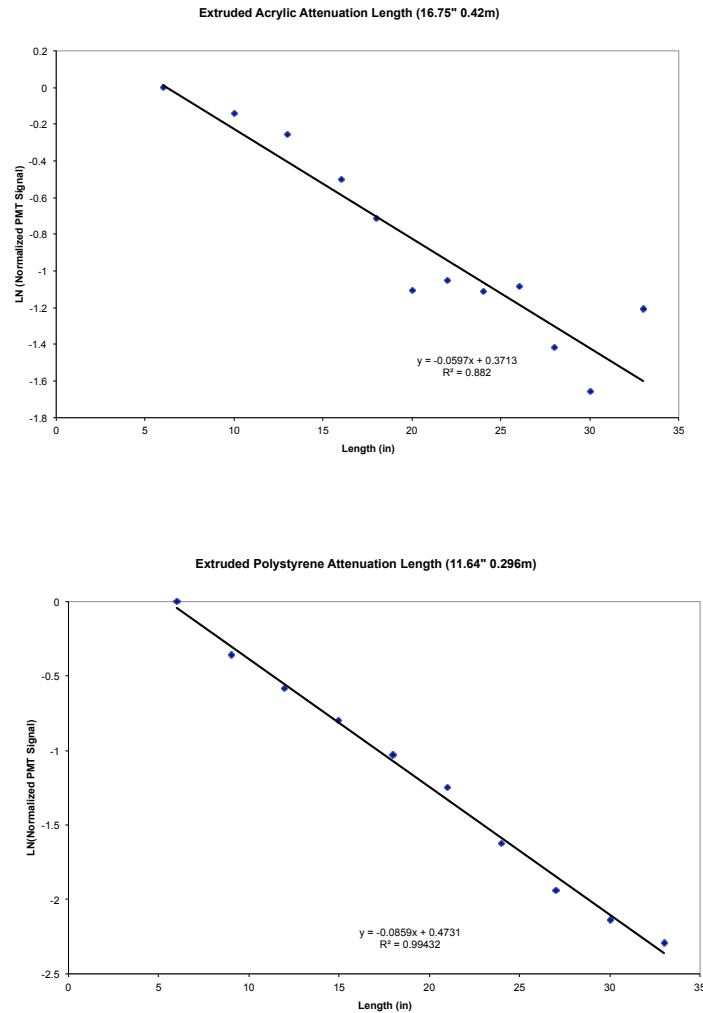 Extruded Acrylic Attenuation Length (16.75" 0.42m)
0.2
0
-0.2
-0.4
-0.6
-0.8
-1
-1.2
-1.4
-1.6
-1.8
LN (Normalized PMT Signal)
y = -0.0597x + 0.3713
R² = 0.882
0 5 10 15 20 25 30 35
Length (in)
Extruded Polystyrene Attenuation Length (11.64" 0.296m)
0
-0.5
-1
-1.5
-2
-2.5
LN(Normalized PMT Signal)
y = -0.0859x + 0.4731
R² = 0.99432
0 5 10 15 20 25 30 35
Length (in)